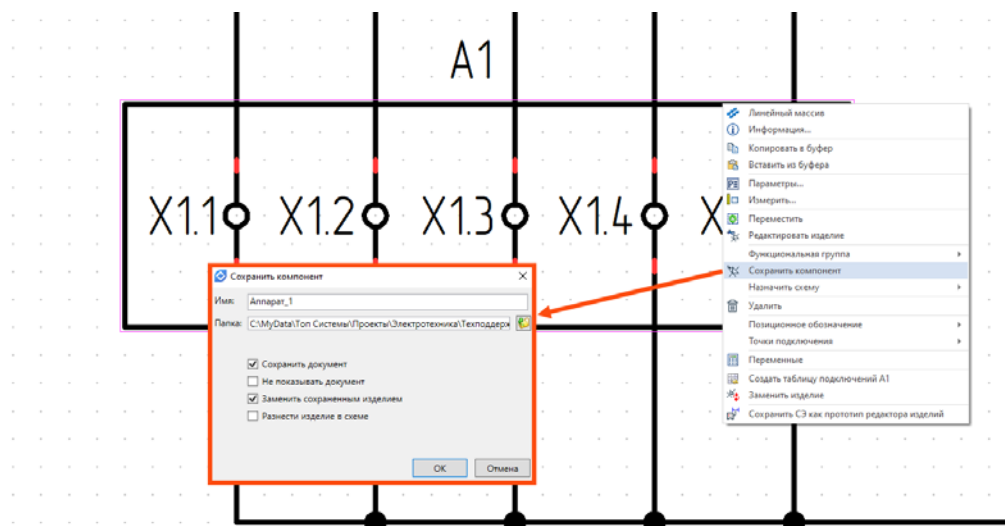 A1
X1.1 X1.2 X1.3 X1.4 X
Линейный массив
Информация...
Копировать в буфер
Вставить из буфера
Параметры...
Измерить...
Переместить
Редактировать изделие
Функциональная группа
Сохранить компонент
Назначить схему
Удалить
Позиционное обозначение
Точки подключения
Переменные
Создать таблицу подключений A1
Заменить изделие
Сохранить СЭ как прототип редактора изделий
Сохранить компонент
Имя: Аппарат_1
Папка: C:\MyData\Топ Системы\Проекты\Электротехника\Техподдерж
Сохранить документ
Не показывать документ
Заменить сохраненным изделием
Разнести изделие в схеме
OK Отмена